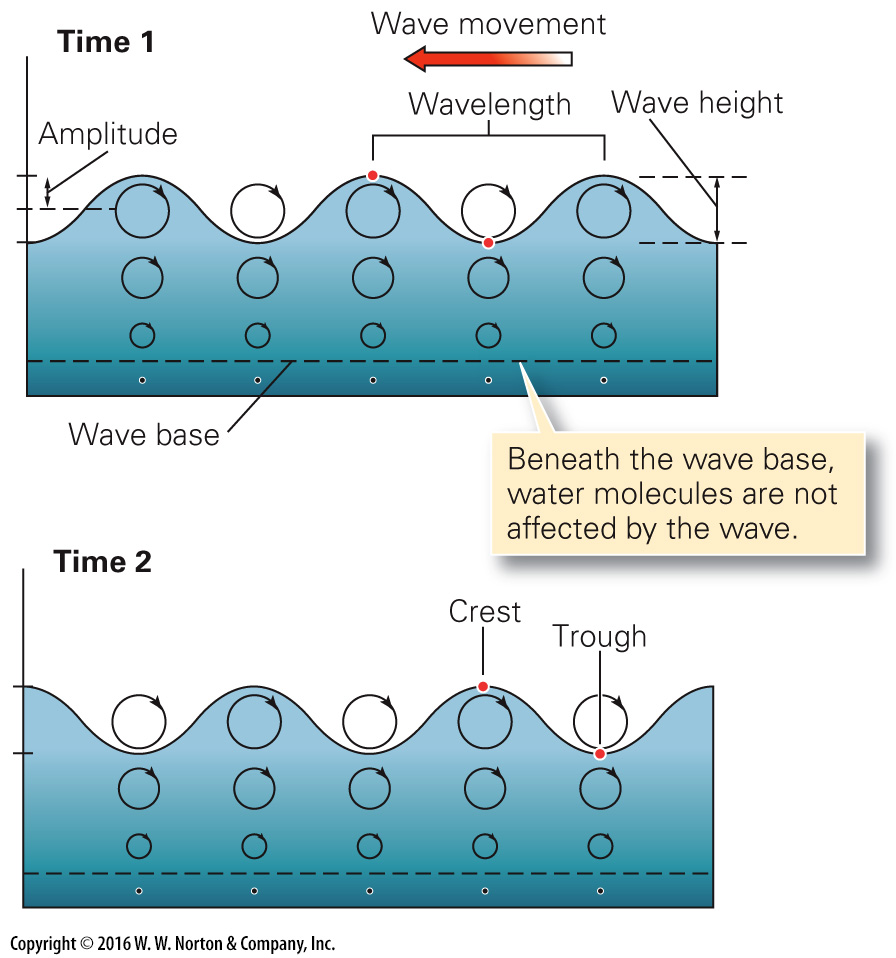 Time 1
Wave movement
Wavelength
Wave height
Amplitude
Wave base
Beneath the wave base,
water molecules are not
affected by the wave.
Time 2
Crest
Trough
Copyright © 2016 W. W. Norton & Company, Inc.